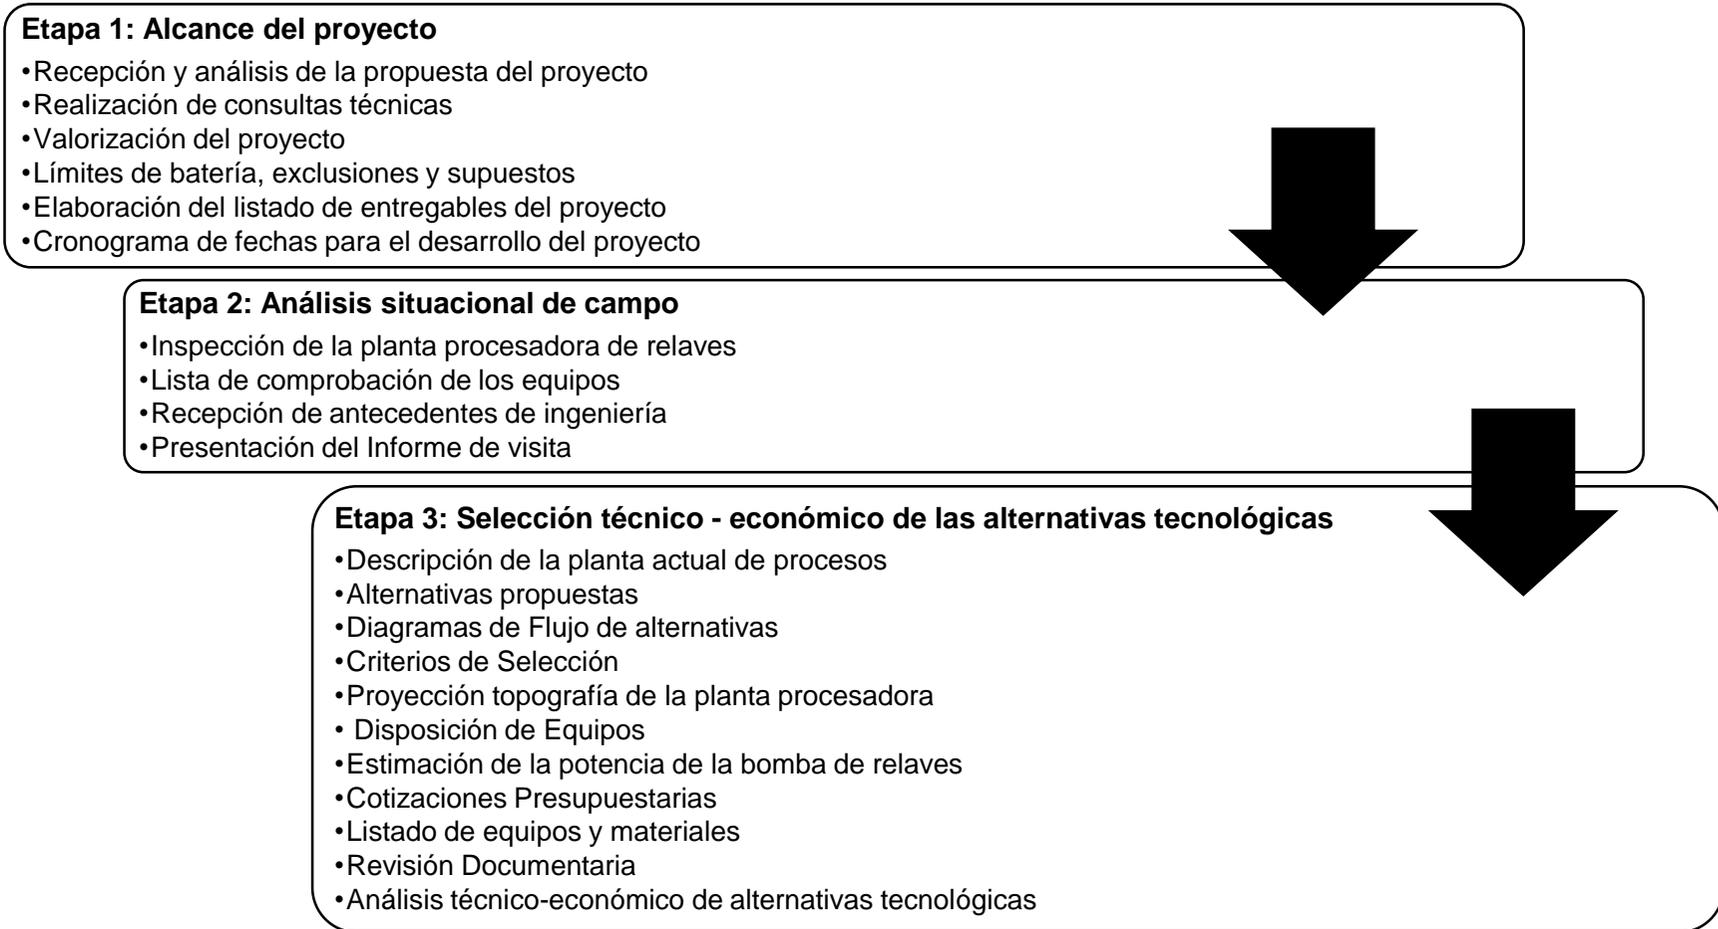 Etapa 1: Alcance del proyecto
•Recepción y análisis de la propuesta del proyecto
•Realización de consultas técnicas
•Valorización del proyecto
•Límites de batería, exclusiones y supuestos
•Elaboración del listado de entregables del proyecto
•Cronograma de fechas para el desarrollo del proyecto
Etapa 2: Análisis situacional de campo
•Inspección de la planta procesadora de relaves
•Lista de comprobación de los equipos
•Recepción de antecedentes de ingeniería
•Presentación del Informe de visita
Etapa 3: Selección técnico - económico de las alternativas tecnológicas
•Descripción de la planta actual de procesos
•Alternativas propuestas
•Diagramas de Flujo de alternativas
•Criterios de Selección
•Proyección topografía de la planta procesadora
• Disposición de Equipos
•Estimación de la potencia de la bomba de relaves
•Cotizaciones Presupuestarias
•Listado de equipos y materiales
•Revisión Documentaria
•Análisis técnico-económico de alternativas tecnológicas